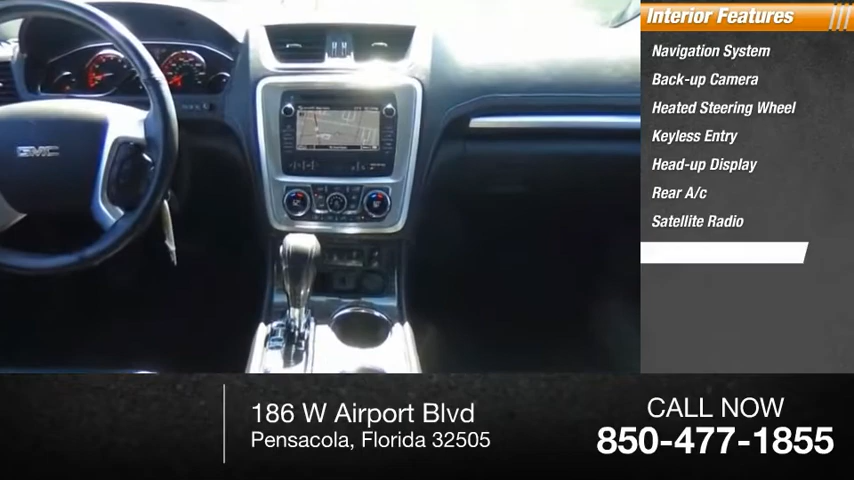 GMC
Interior Features
Navigation System
Back-up Camera
Heated Steering Wheel
Keyless Entry
Head-up Display
Rear A/c
Satellite Radio
186 W Airport Blvd
Pensacola, Florida 32505
CALL NOW
850-477-1855